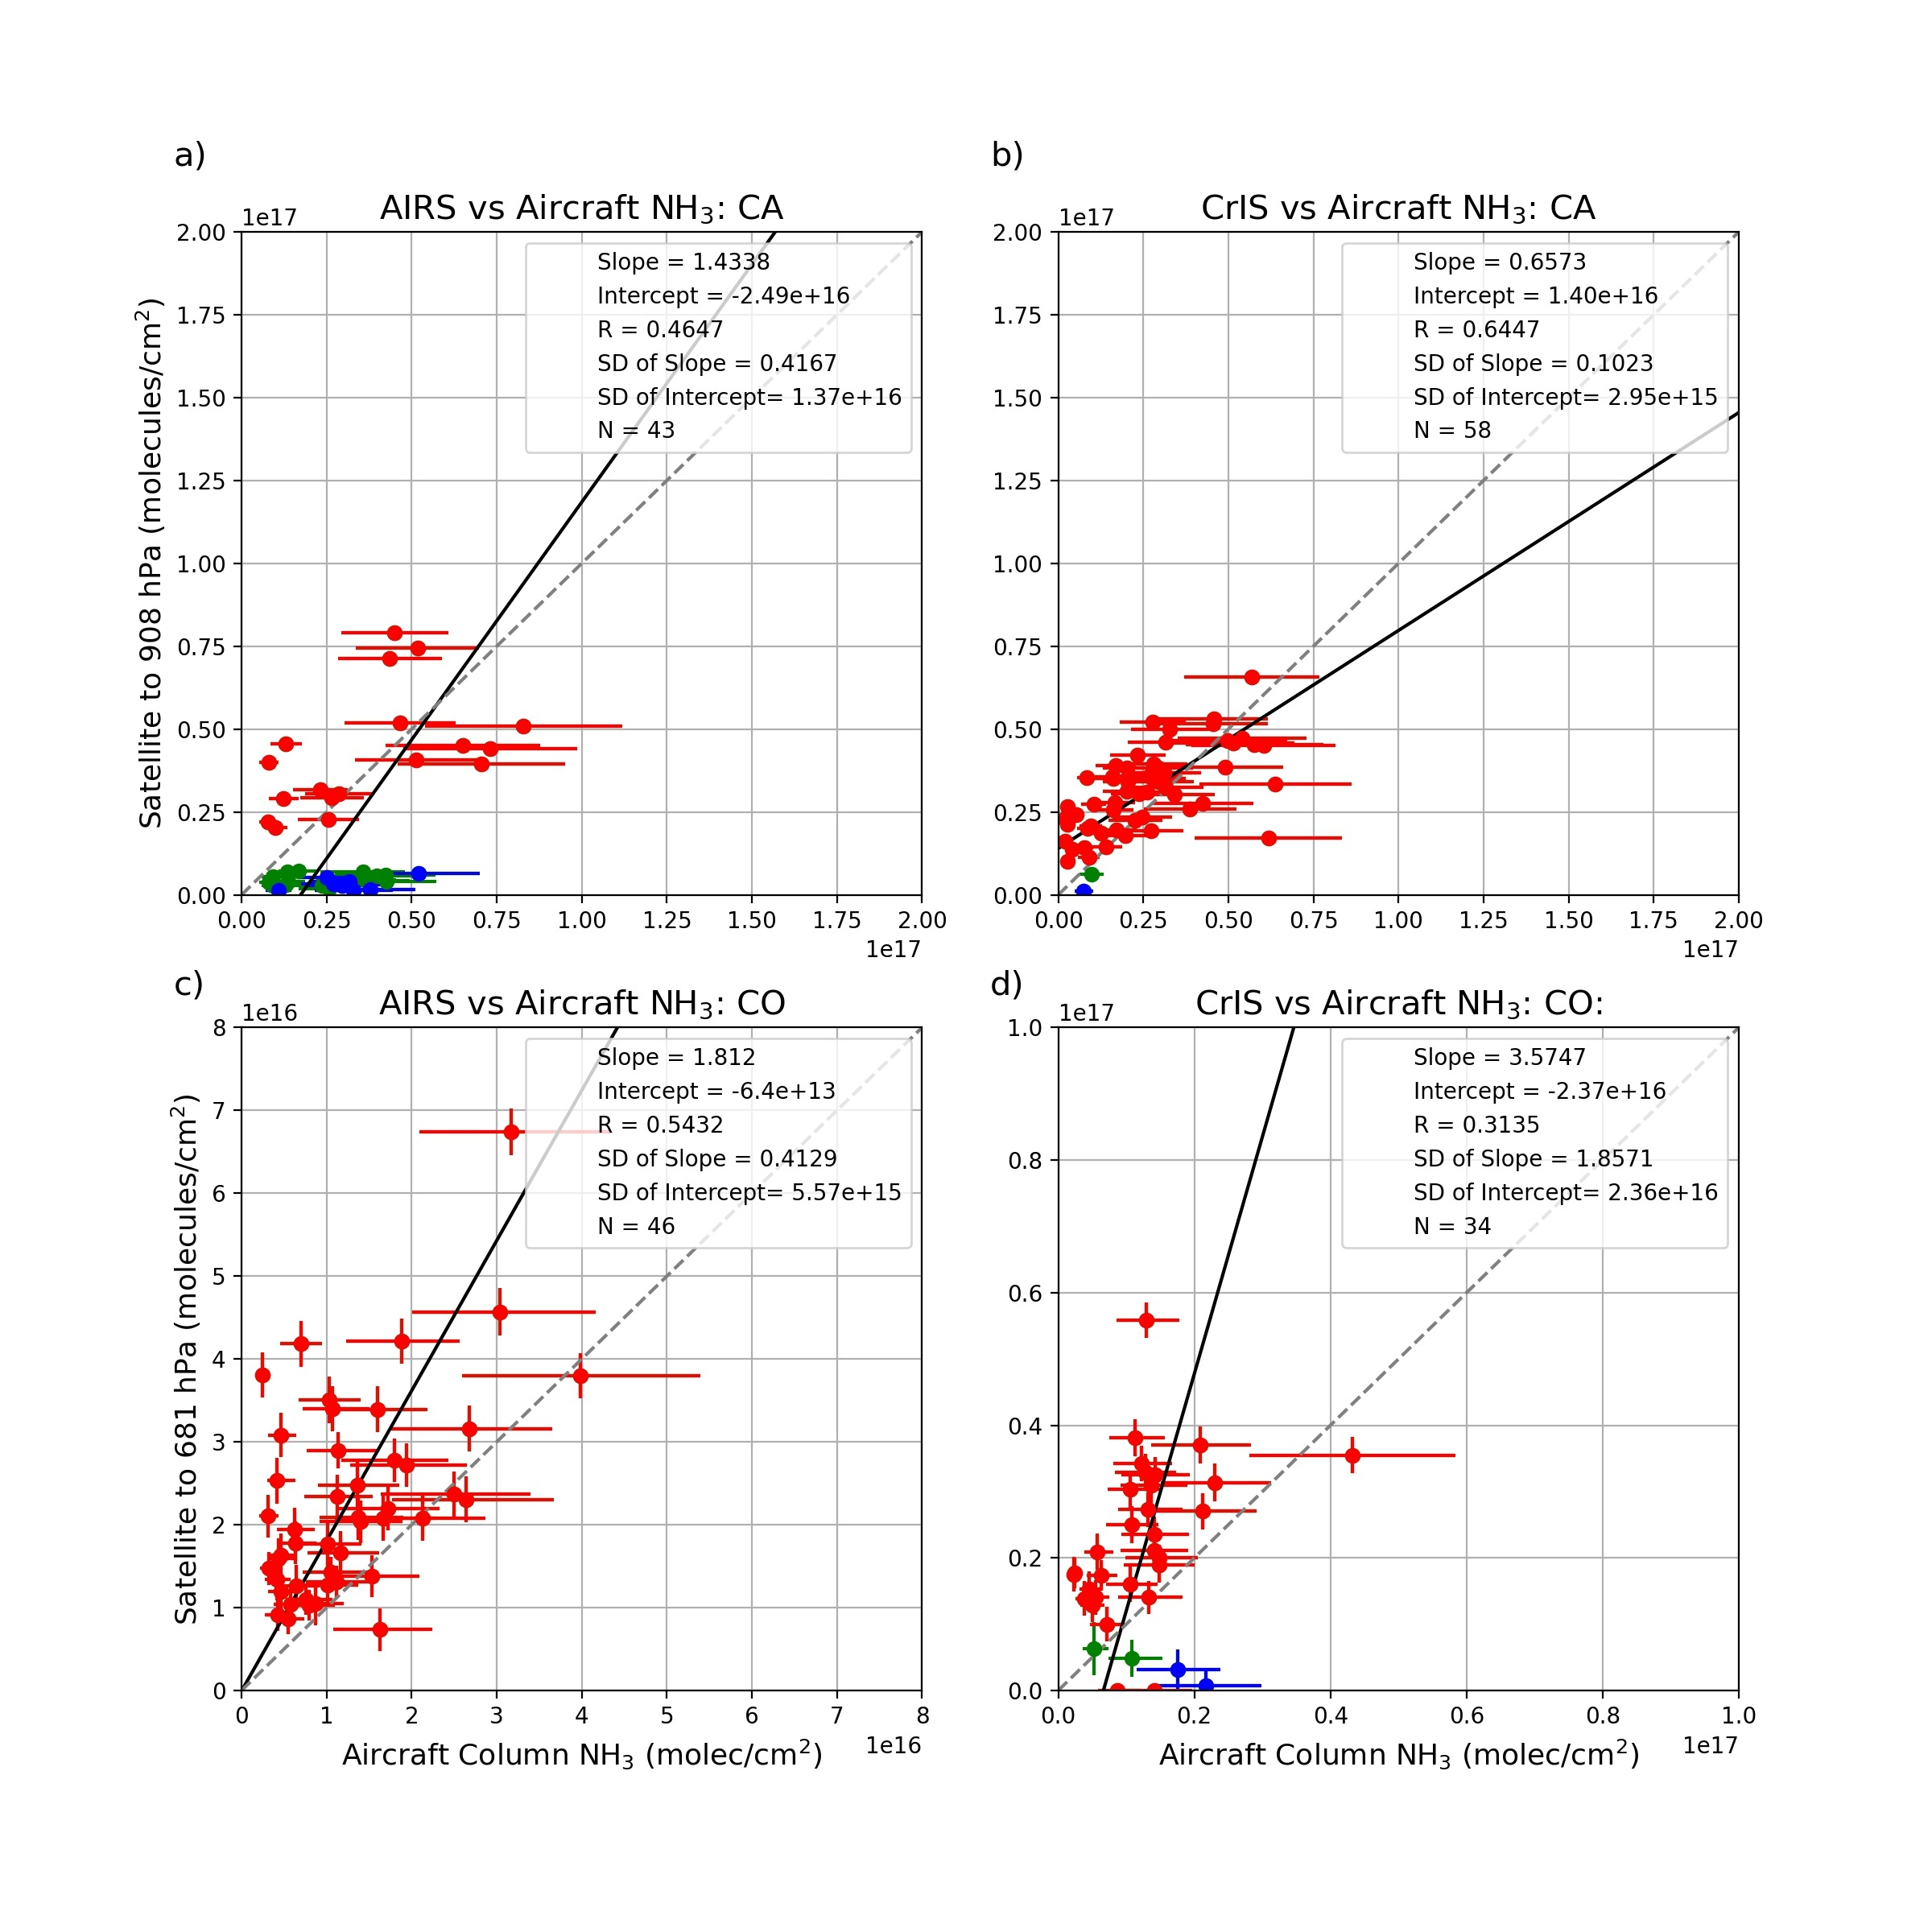 a)
AIRS vs Aircraft NH₃: CA
1e17
2.00
1.75
1.50
1.25
1.00
0.75
0.50
0.25
0.00
Satellite to 908 hPa (molecules/cm²)
Slope = 1.4338
Intercept = -2.49e+16
R = 0.4647
SD of Slope = 0.4167
SD of Intercept= 1.37e+16
N = 43
0.00 0.25 0.50 0.75 1.00 1.25 1.50 1.75 2.00
1e17
b)
CrIS vs Aircraft NH₃: CA
1e17
2.00
1.75
1.50
1.25
1.00
0.75
0.50
0.25
0.00
Slope = 0.6573
Intercept = 1.40e+16
R = 0.6447
SD of Slope = 0.1023
SD of Intercept= 2.95e+15
N = 58
0.00 0.25 0.50 0.75 1.00 1.25 1.50 1.75 2.00
1e17
c)
AIRS vs Aircraft NH₃: CO
1e16
8
7
6
5
4
3
2
1
0
Satellite to 681 hPa (molecules/cm²)
Slope = 1.812
Intercept = -6.4e+13
R = 0.5432
SD of Slope = 0.4129
SD of Intercept= 5.57e+15
N = 46
0 1 2 3 4 5 6 7 8
1e16
Aircraft Column NH₃ (molec/cm²)
d)
CrIS vs Aircraft NH₃: CO:
1e17
1.0
0.8
0.6
0.4
0.2
0.0
Slope = 3.5747
Intercept = -2.37e+16
R = 0.3135
SD of Slope = 1.8571
SD of Intercept= 2.36e+16
N = 34
0.0 0.2 0.4 0.6 0.8 1.0
1e17
Aircraft Column NH₃ (molec/cm²)